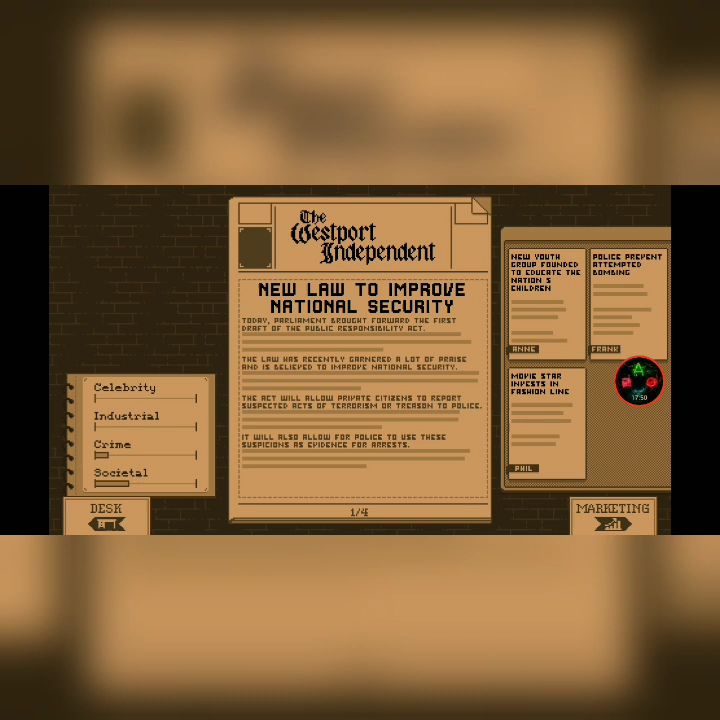 The
Westport
Independent
NEW LAW TO IMPROVE
NATIONAL SECURITY
TODAY, PARLIAMENT BROUGHT FORWARD THE FIRST
DRAFT OF THE PUBLIC RESPONSIBILITY ACT.
THE LAW HAS RECENTLY GARNERED A LOT OF PRAISE
AND IS BELIEVED TO IMPROVE NATIONAL SECURITY.
THE ACT WILL ALLOW PRIVATE CITIZENS TO REPORT
SUSPECTED ACTS OF TERRORISM OR TREASON TO POLICE.
IT WILL ALSO ALLOW FOR POLICE TO USE THESE
SUSPICIONS AS EVIDENCE FOR ARRESTS.
1/4
Celebrity
Industrial
Crime
Societal
DESK
NEW YOUTH
GROUP FOUNDED
TO EDUCATE THE
NATION S
CHILDREN
ANNE
POLICE PREVENT
ATTEMPTED
BOMBING
FRANK
MOVIE STAR
INVESTS IN
FASHION LINE
PHIL
A
17:50
MARKETING